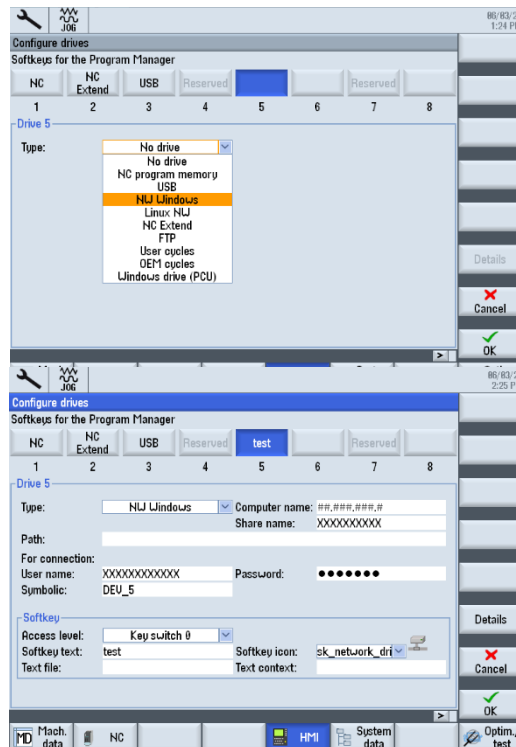 JOG
06/03/2
1:24 P
Configure drives
Softkeys for the Program Manager
NC NC Extend USB Reserved Reserved
1 2 3 4 5 6 7 8
Drive 5
Type: No drive
No drive
NC program memory
USB
NW Windows
Linux NW
NC Extend
FTP
User cycles
OEM cycles
Windows drive (PCU)
Details
Cancel
OK
>
JOG
06/03/2
2:25 P
Configure drives
Softkeys for the Program Manager
NC NC Extend USB Reserved test Reserved
1 2 3 4 5 6 7 8
Drive 5
Type: NW Windows Computer name: ##.###.###.#
Share name: XXXXXXXXXX
Path:
For connection:
User name: XXXXXXXXXXXX Password: ●●●●●●●
Symbolic: DEV_5
Softkey
Access level: Key switch 0
Softkey text: test Softkey icon: sk_network_dri
Text file: Text context:
Details
Cancel
OK
>
MD Mach. data NC HMI System data Optim./ test